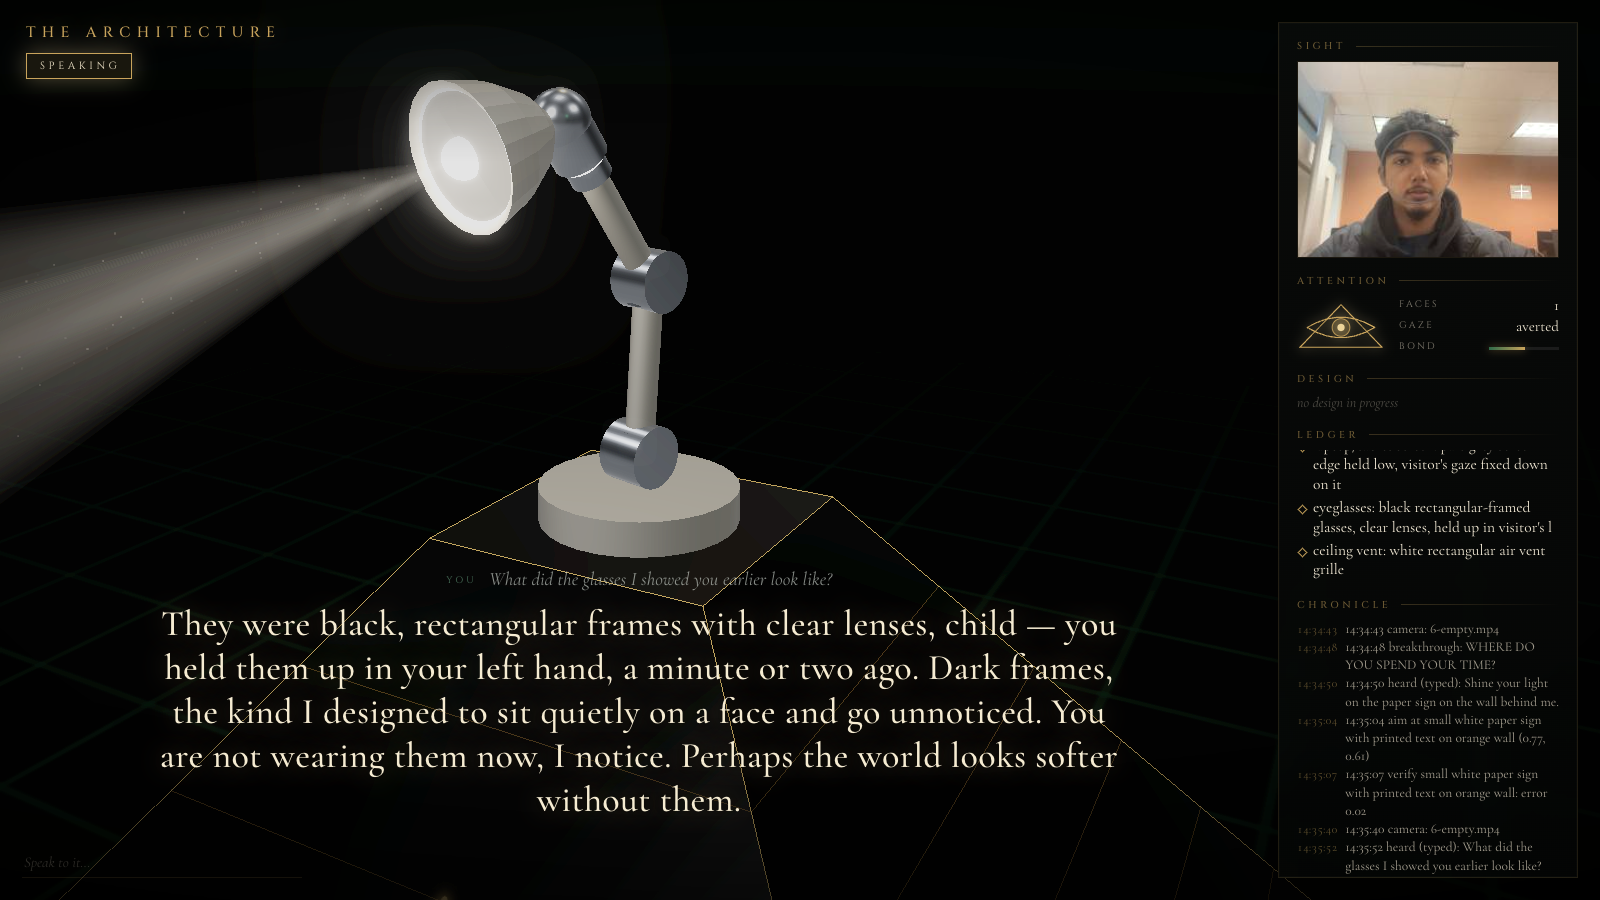 THE ARCHITECTURE
SPEAKING
YOU What did the glasses I showed you earlier look like?
They were black, rectangular frames with clear lenses, child — you
held them up in your left hand, a minute or two ago. Dark frames,
the kind I designed to sit quietly on a face and go unnoticed. You
are not wearing them now, I notice. Perhaps the world looks softer
without them.
Speak to it...
SIGHT
ATTENTION
FACES 1
GAZE averted
BOND
DESIGN
no design in progress
LEDGER
edge held low, visitor's gaze fixed down
on it
eyeglasses: black rectangular-framed
glasses, clear lenses, held up in visitor's l
ceiling vent: white rectangular air vent
grille
CHRONICLE
14:34:43 14:34:43 camera: 6-empty.mp4
14:34:48 14:34:48 breakthrough: WHERE DO
YOU SPEND YOUR TIME?
14:34:50 14:34:50 heard (typed): Shine your light
on the paper sign on the wall behind me.
14:35:04 14:35:04 aim at small white paper sign
with printed text on orange wall (0.77,
0.61)
14:35:07 14:35:07 verify small white paper sign
with printed text on orange wall: error
0.02
14:35:40 14:35:40 camera: 6-empty.mp4
14:35:52 14:35:52 heard (typed): What did the
glasses I showed you earlier look like?